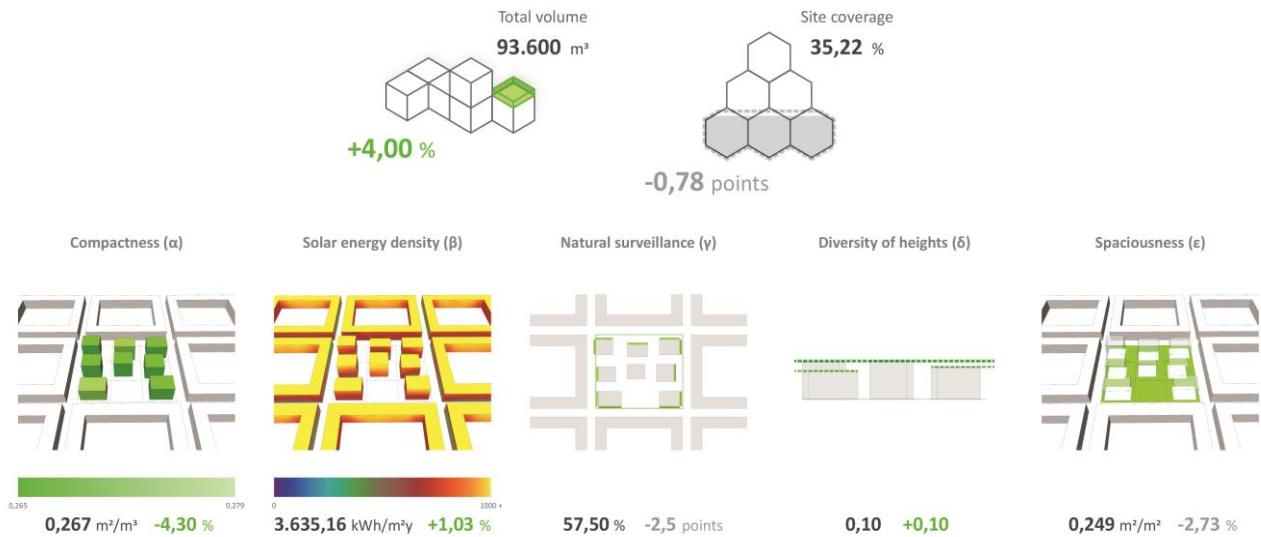 Total volume
93.600 m³
+4,00 %
Site coverage
35,22 %
-0,78 points
Compactness (α)
Solar energy density (β)
Natural surveillance (γ)
Diversity of heights (δ)
Spaciousness (ε)
0,265
0,279
0
1000 +
0,267 m²/m³ -4,30 %
3.635,16 kWh/m²y +1,03 %
57,50 % -2,5 points
0,10 +0,10
0,249 m²/m² -2,73 %